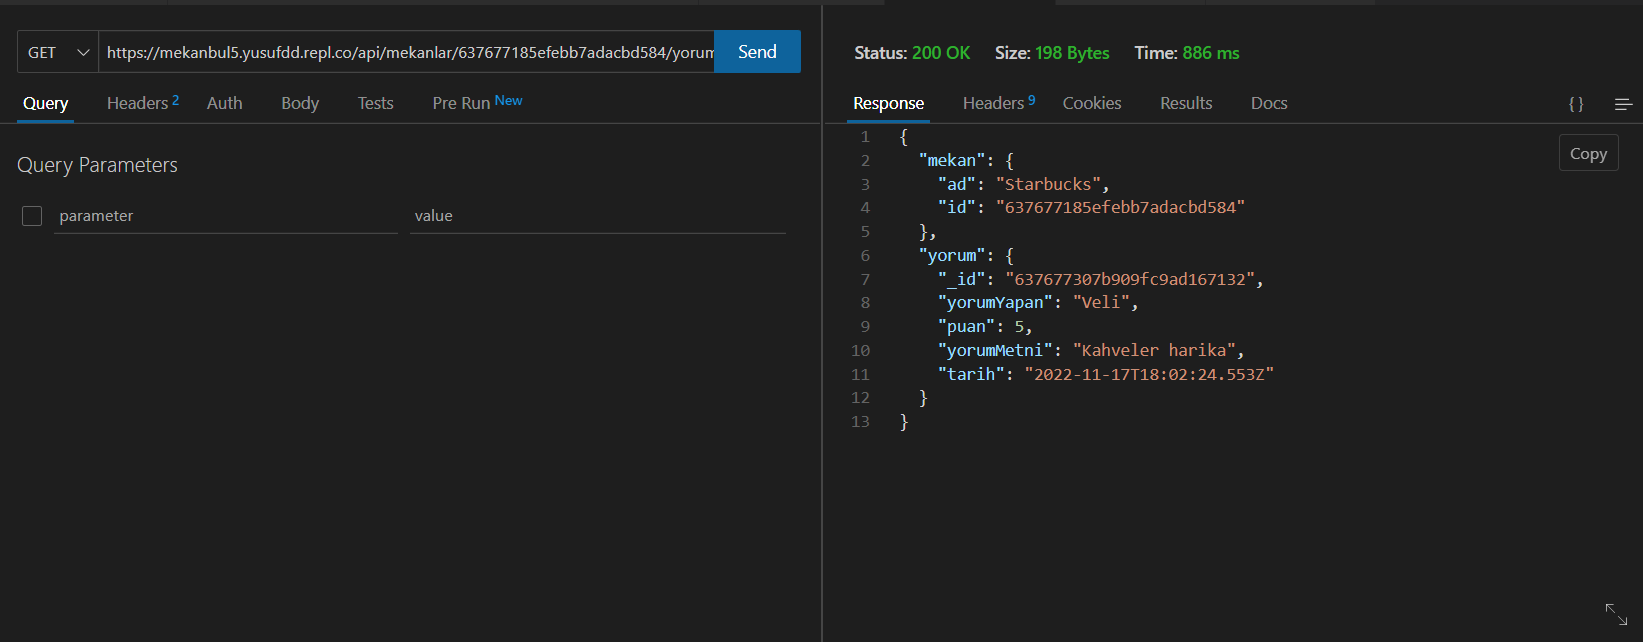 GET https://mekanbul5.yusufdd.repl.co/api/mekanlar/637677185efebb7adacbd584/yorum Send
Query Headers 2 Auth Body Tests Pre Run New
Query Parameters
parameter value
Status: 200 OK Size: 198 Bytes Time: 886 ms
Response Headers 9 Cookies Results Docs { }
Copy
1 {
2 "mekan": {
3 "ad": "Starbucks",
4 "id": "637677185efebb7adacbd584"
5 },
6 "yorum": {
7 "_id": "637677307b909fc9ad167132",
8 "yorumYapan": "Veli",
9 "puan": 5,
10 "yorumMetni": "Kahveler harika",
11 "tarih": "2022-11-17T18:02:24.553Z"
12 }
13 }